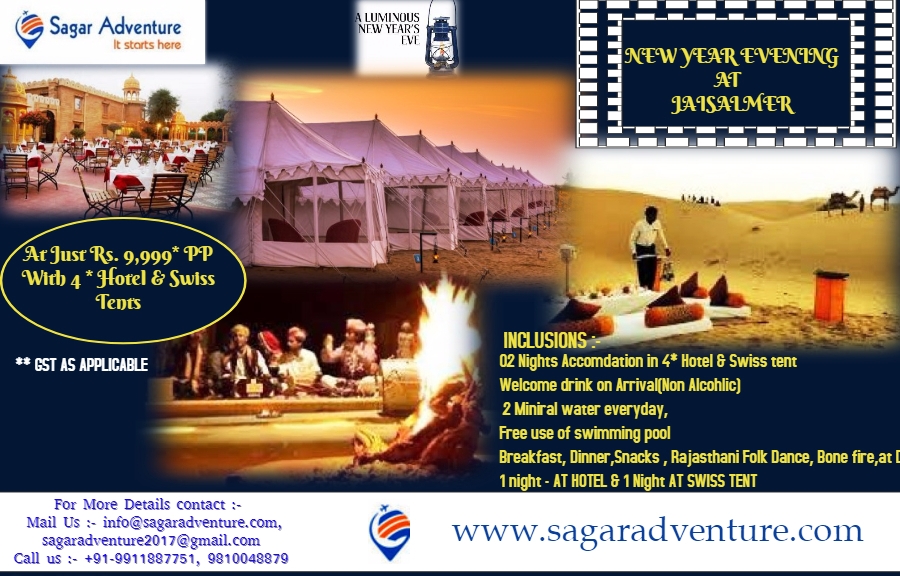 Sagar Adventure
It starts here
A LUMINOUS
NEW YEAR'S
EVE
NEW YEAR EVENING
AT
JAISALMER
At Just Rs. 9,999* PP
With 4 * Hotel & Swiss
Tents
** GST AS APPLICABLE
INCLUSIONS :-
02 Nights Accomdation in 4* Hotel & Swiss tent
Welcome drink on Arrival(Non Alcohlic)
2 Miniral water everyday,
Free use of swimming pool
Breakfast, Dinner,Snacks , Rajasthani Folk Dance, Bone fire,at
1 night - AT HOTEL & 1 Night AT SWISS TENT
For More Details contact :-
Mail Us :- info@sagaradventure.com,
sagaradventure2017@gmail.com
Call us :- +91-9911887751, 9810048879
www.sagaradventure.com